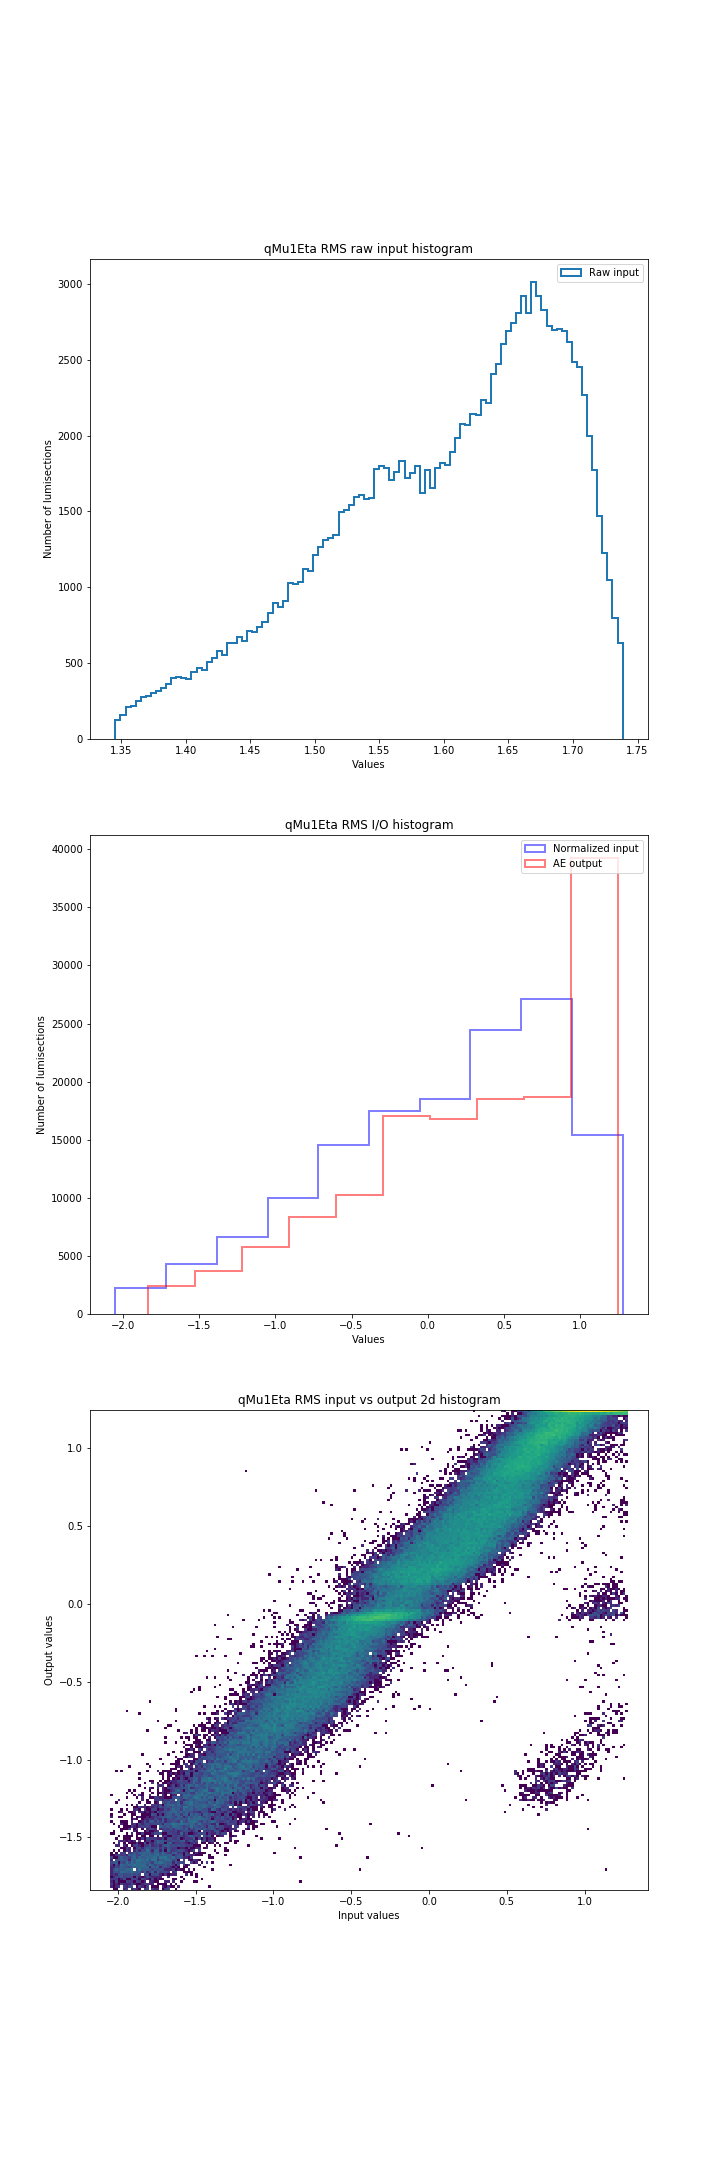 qMu1Eta RMS raw input histogram
Raw input
3000
2500
2000
1500
1000
500
0
Number of lumisections
1.35 1.40 1.45 1.50 1.55 1.60 1.65 1.70 1.75
Values
qMu1Eta RMS I/O histogram
Normalized input
AE output
40000
35000
30000
25000
20000
15000
10000
5000
0
Number of lumisections
−2.0 −1.5 −1.0 −0.5 0.0 0.5 1.0
Values
qMu1Eta RMS input vs output 2d histogram
1.0
0.5
0.0
−0.5
−1.0
−1.5
Output values
−2.0 −1.5 −1.0 −0.5 0.0 0.5 1.0
Input values